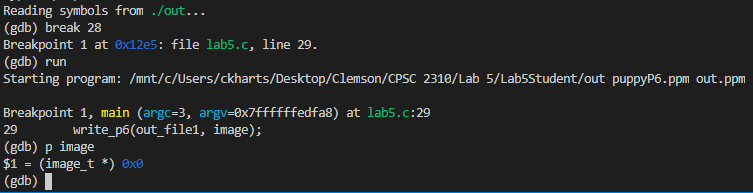 Reading symbols from ./out...
(gdb) break 28
Breakpoint 1 at 0x12e5: file lab5.c, line 29.
(gdb) run
Starting program: /mnt/c/Users/ckharts/Desktop/Clemson/CPSC 2310/Lab 5/Lab5Student/out puppyP6.ppm out.ppm

Breakpoint 1, main (argc=3, argv=0x7ffffffedfa8) at lab5.c:29
29        write_p6(out_file1, image);
(gdb) p image
$1 = (image_t *) 0x0
(gdb)